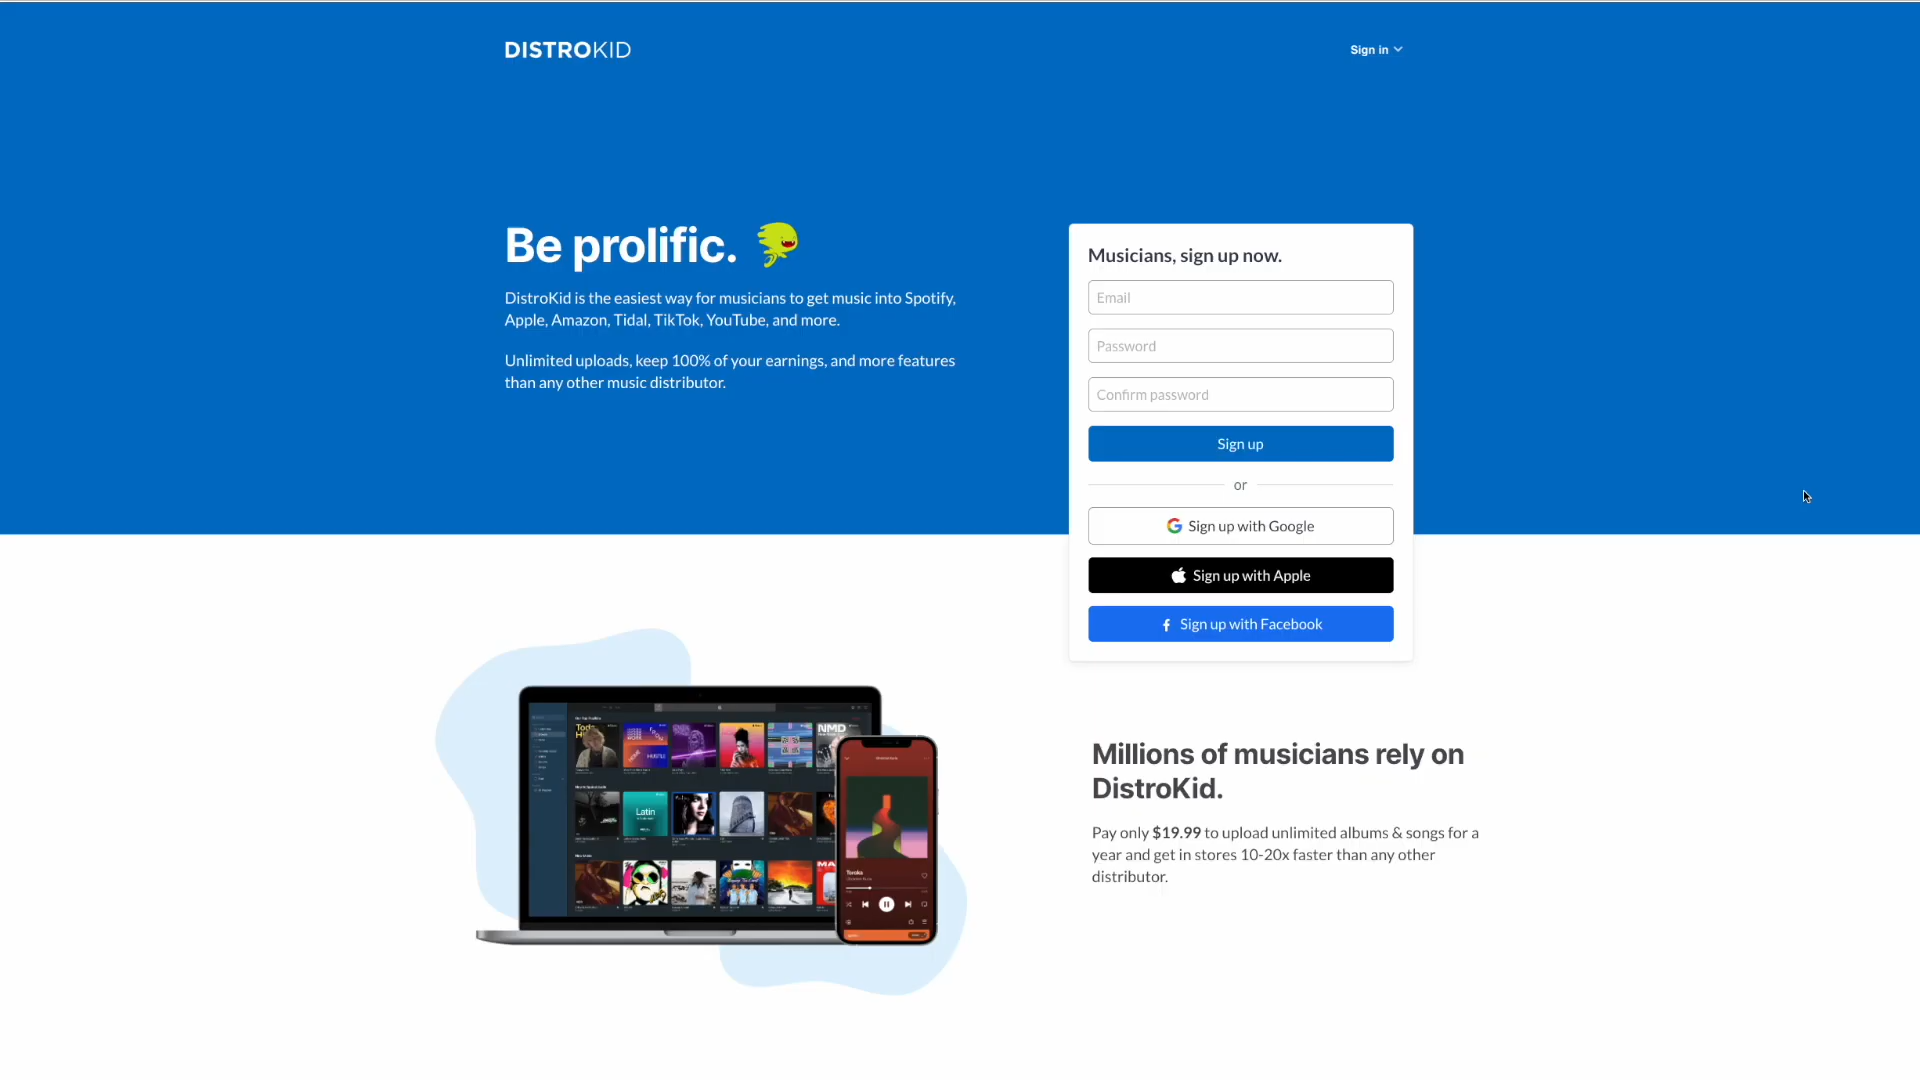 DISTROKID
Sign in
Be prolific.
DistroKid is the easiest way for musicians to get music into Spotify,
Apple, Amazon, Tidal, TikTok, YouTube, and more.
Unlimited uploads, keep 100% of your earnings, and more features
than any other music distributor.
Musicians, sign up now.
Email
Password
Confirm password
Sign up
or
Sign up with Google
Sign up with Apple
Sign up with Facebook
NMD
Latin
Millions of musicians rely on
DistroKid.
Pay only $19.99 to upload unlimited albums & songs for a
year and get in stores 10-20x faster than any other
distributor.